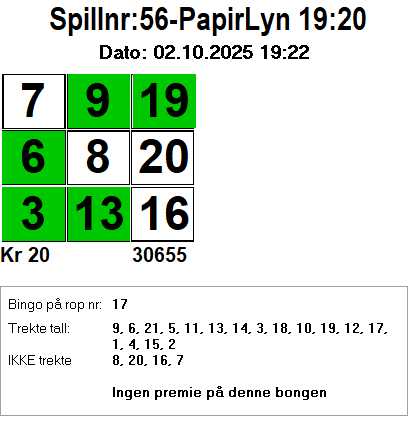 Spillnr:56-PapirLyn 19:20
Dato: 02.10.2025 19:22
7 9 19
6 8 20
3 13 16
Kr 20 30655
Bingo på rop nr: 17
Trekte tall: 9, 6, 21, 5, 11, 13, 14, 3, 18, 10, 19, 12, 17,
1, 4, 15, 2
IKKE trekte 8, 20, 16, 7
Ingen premie på denne bongen